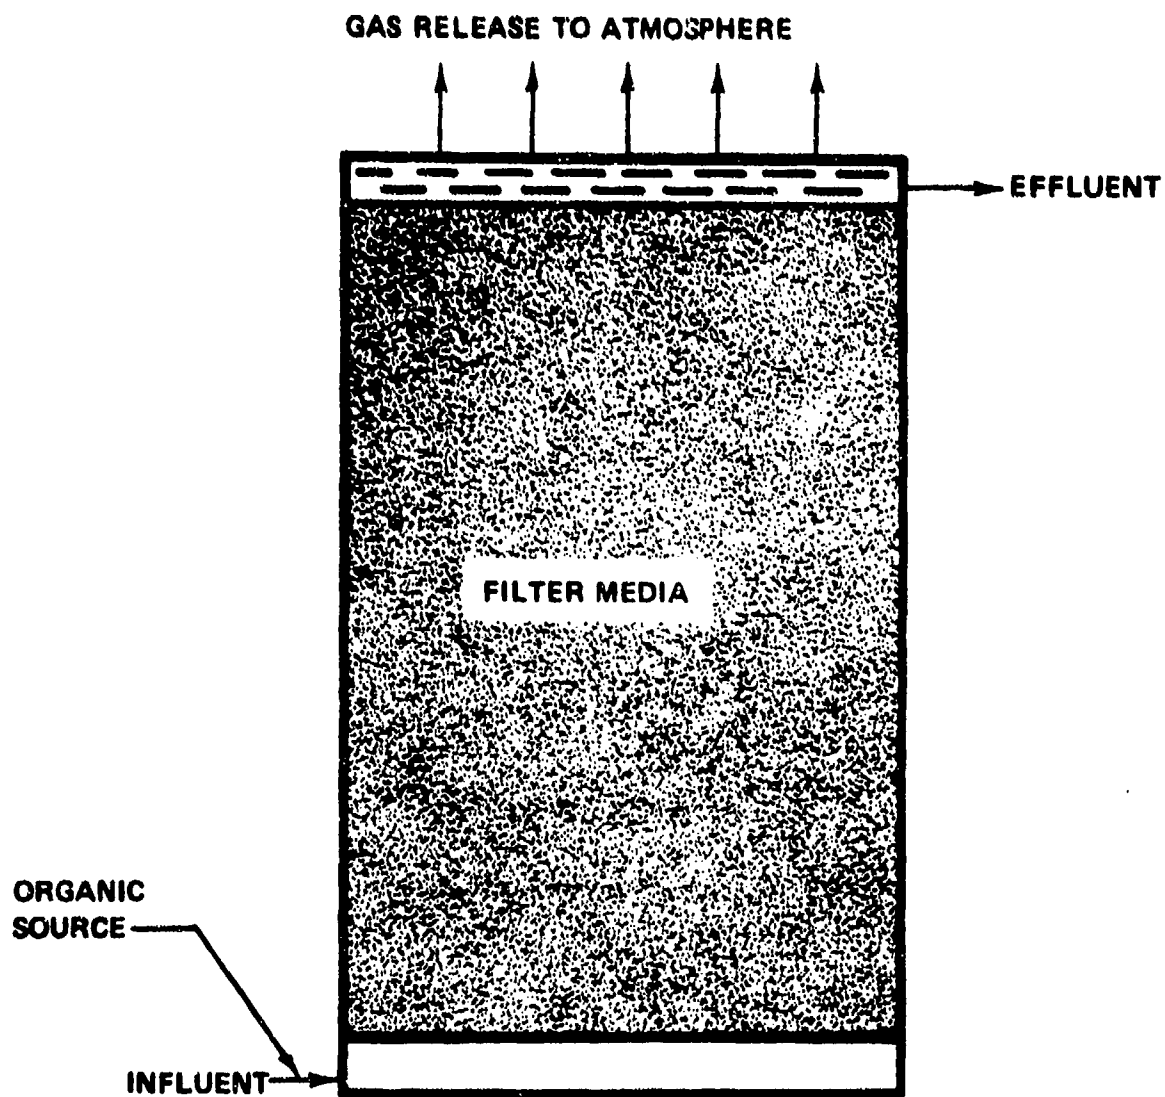 GAS RELEASE TO ATMOSPHERE
EFFLUENT
FILTER MEDIA
ORGANIC
SOURCE
INFLUENT